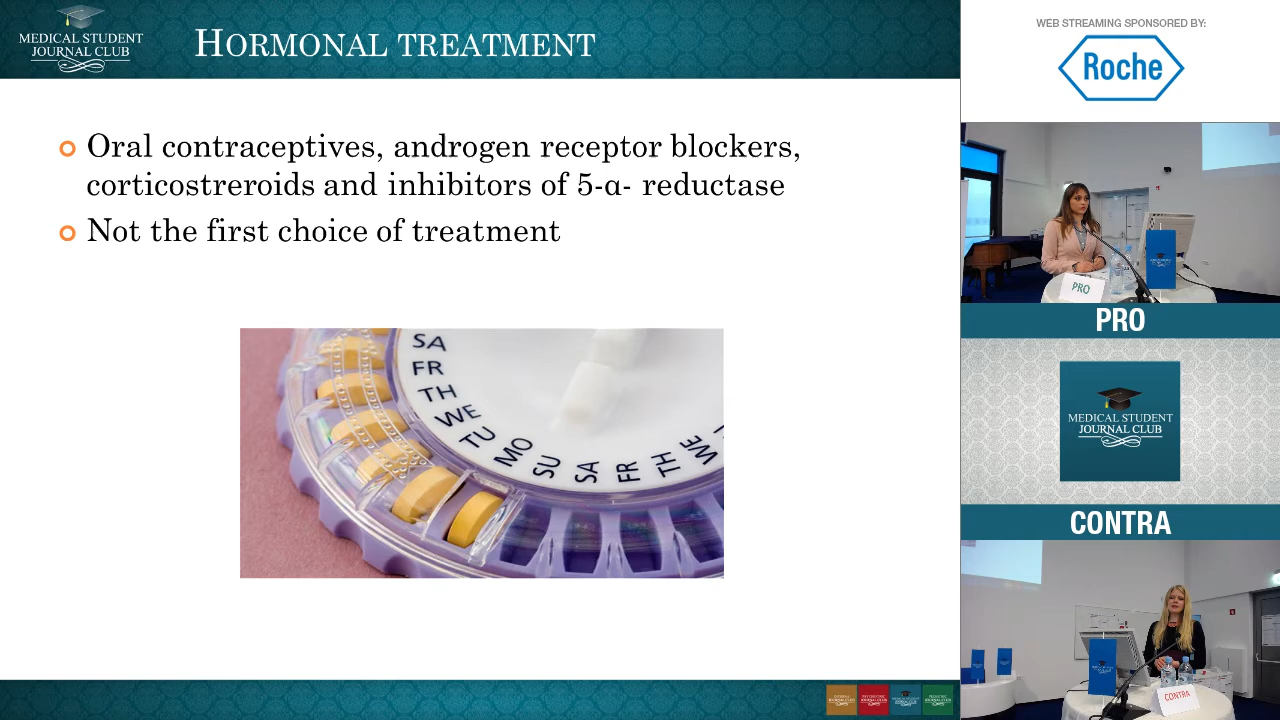 MEDICAL STUDENT
JOURNAL CLUB
HORMONAL TREATMENT
Oral contraceptives, androgen receptor blockers,
corticostreroids and inhibitors of 5-α- reductase
Not the first choice of treatment
SA
FR
TH
WE
TU
MO
SU
SA
FR
TH
WE
WEB STREAMING SPONSORED BY:
Roche
PRO
PRO
MEDICAL STUDENT
JOURNAL CLUB
CONTRA
CONTRA